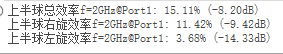 上半球总效率f=2GHz@Port1: 15.11% (-8.20dB)
上半球右旋效率f=2GHz@Port1: 11.42% (-9.42dB)
上半球左旋效率f=2GHz@Port1: 3.68% (-14.33dB)